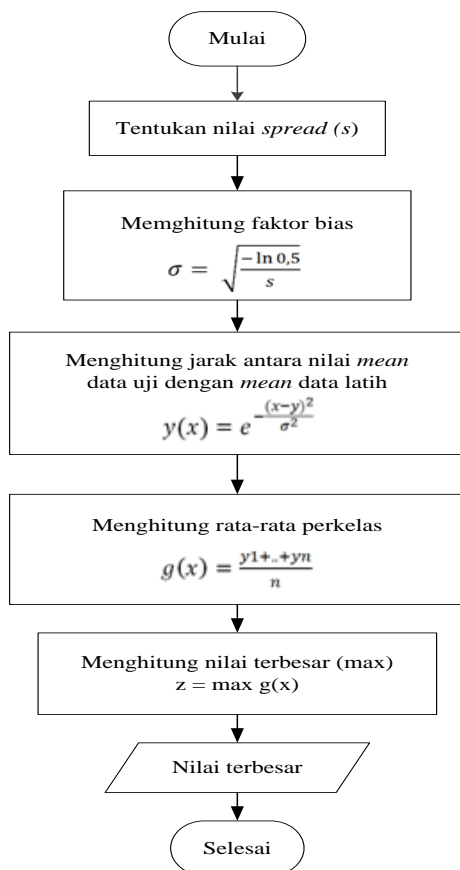 Mulai
Tentukan nilai spread (s)
Memghitung faktor bias
σ = √(−ln 0,5 / s)
Menghitung jarak antara nilai mean
data uji dengan mean data latih
y(x) = e^(−(x−y)²/σ²)
Menghitung rata-rata perkelas
g(x) = (y1+..+yn)/n
Menghitung nilai terbesar (max)
z = max g(x)
Nilai terbesar
Selesai